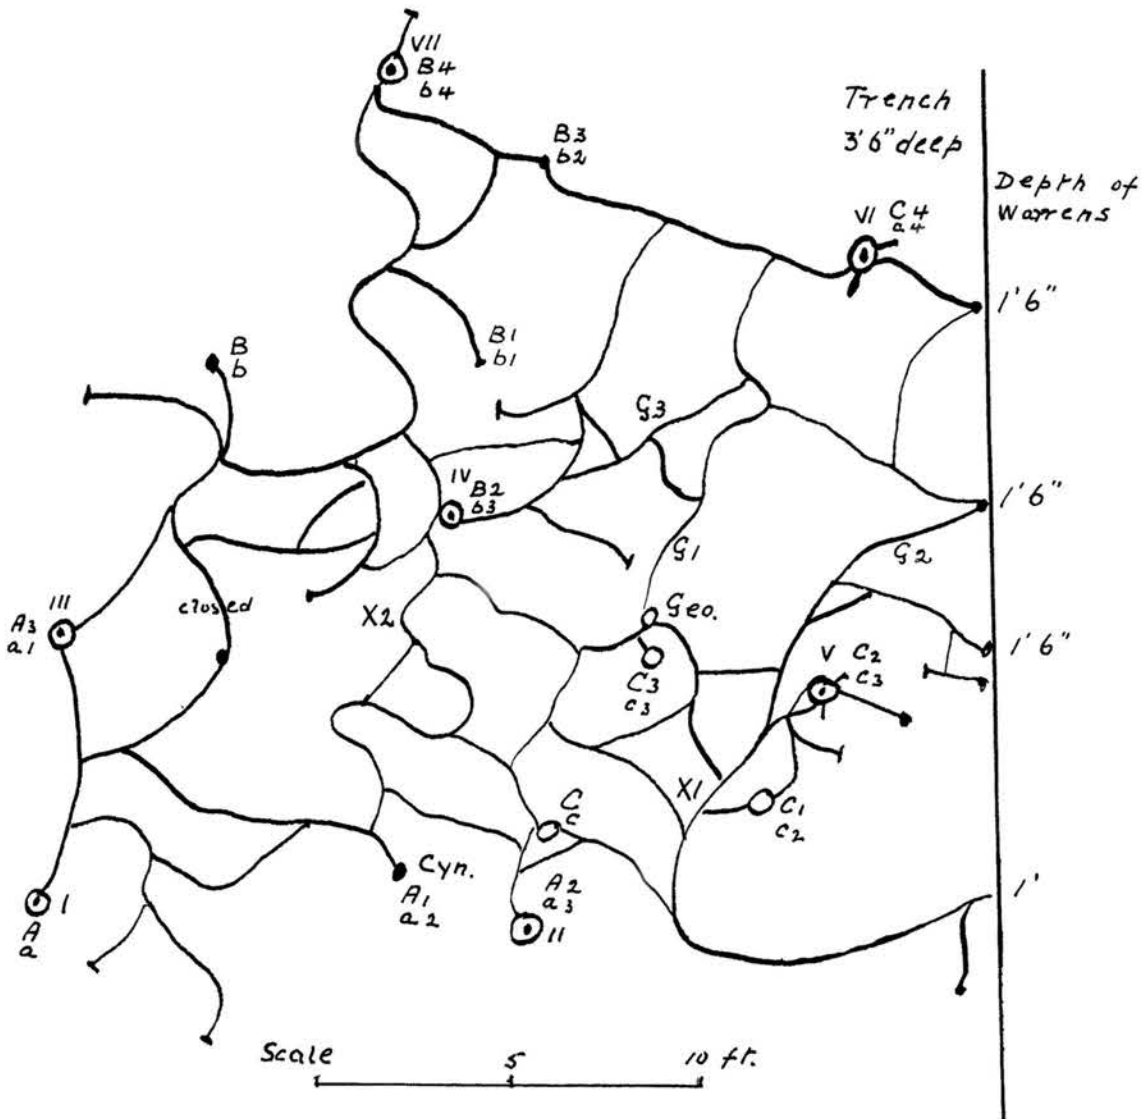 VII
B4
b4
Trench
3'6" deep
B3
b2
Depth of
Warrens
VI C4
a4
1'6"
B1
b1
B
b
G3
IV
B2
b3
1'6"
G1
G2
closed
III
A3
a1
X2
Geo.
1'6"
C3
c3
V C2
c3
X1
C1
c2
C
c
Cyn.
A1
a2
A2
a3
II
1'
I
A
a
Scale 5 10 ft.